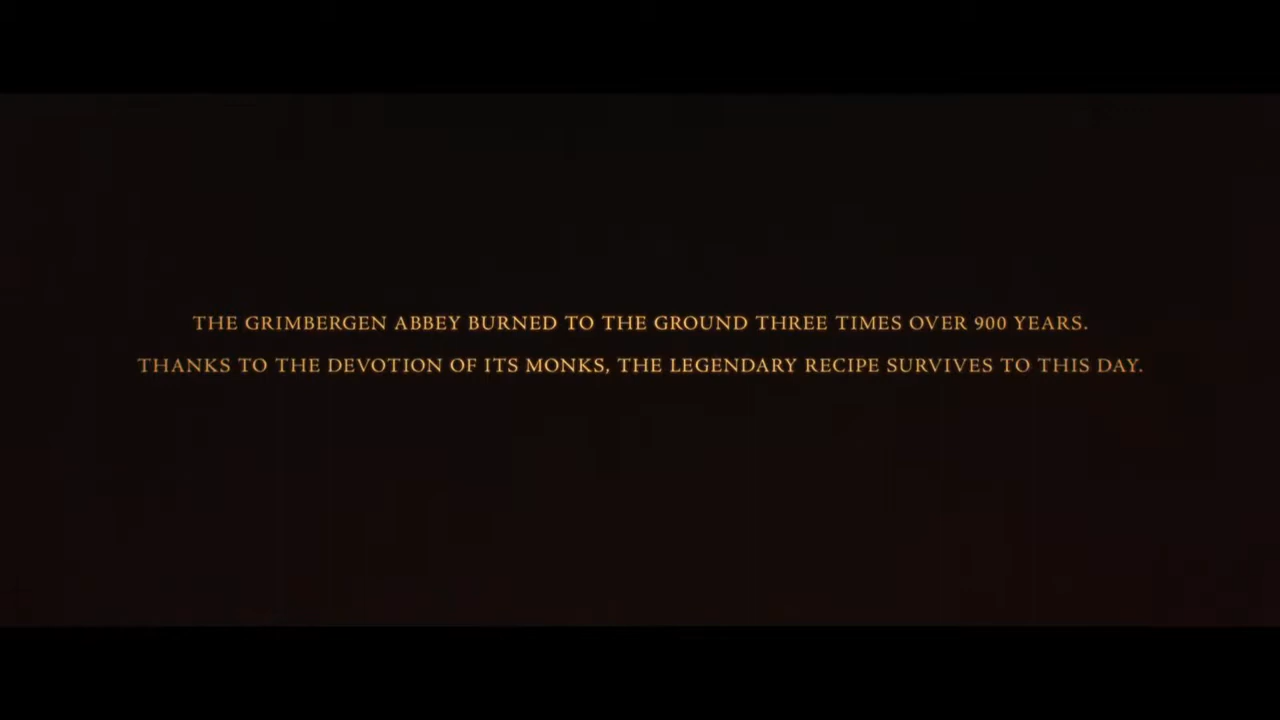 THE GRIMBERGEN ABBEY BURNED TO THE GROUND THREE TIMES OVER 900 YEARS.
THANKS TO THE DEVOTION OF ITS MONKS, THE LEGENDARY RECIPE SURVIVES TO THIS DAY.